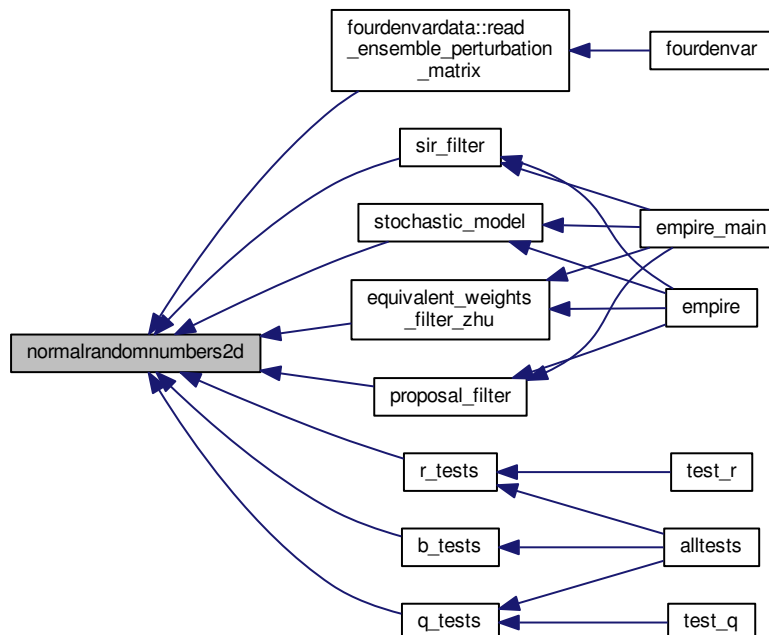 fourdenvardata::read
_ensemble_perturbation
_matrix
fourdenvar
sir_filter
stochastic_model
empire_main
equivalent_weights
_filter_zhu
empire
normalrandomnumbers2d
proposal_filter
r_tests
test_r
b_tests
alltests
q_tests
test_q